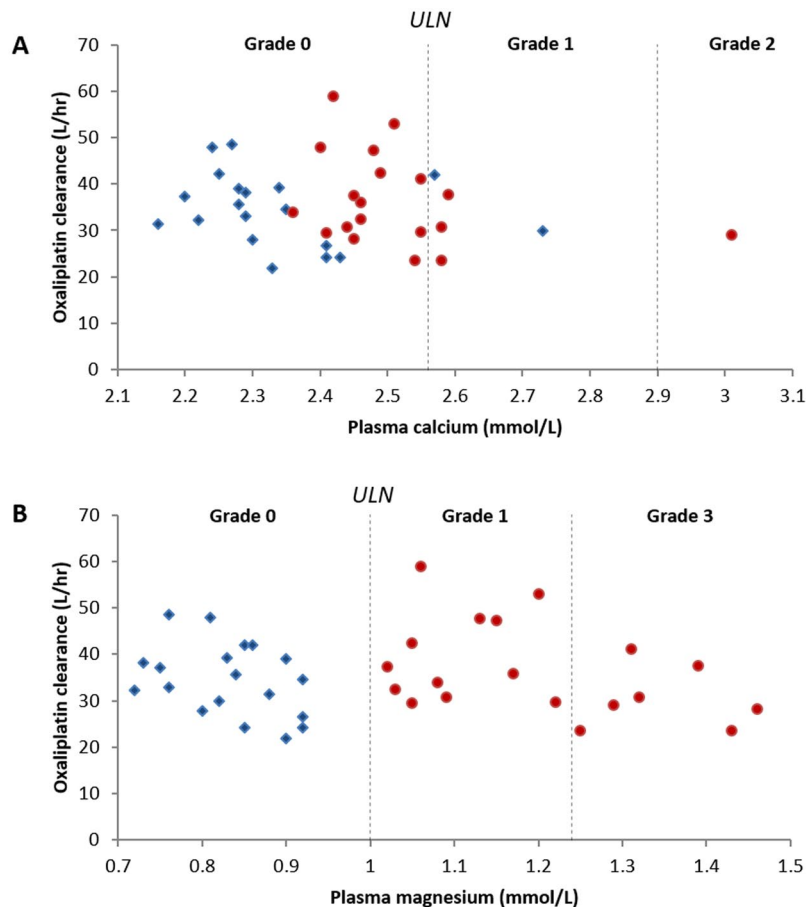 ULN
A
Grade 0 Grade 1 Grade 2
Oxaliplatin clearance (L/hr)
70
60
50
40
30
20
10
0
2.1 2.2 2.3 2.4 2.5 2.6 2.7 2.8 2.9 3 3.1
Plasma calcium (mmol/L)
ULN
B
Grade 0 Grade 1 Grade 3
Oxaliplatin clearance (L/hr)
70
60
50
40
30
20
10
0
0.7 0.8 0.9 1 1.1 1.2 1.3 1.4 1.5
Plasma magnesium (mmol/L)